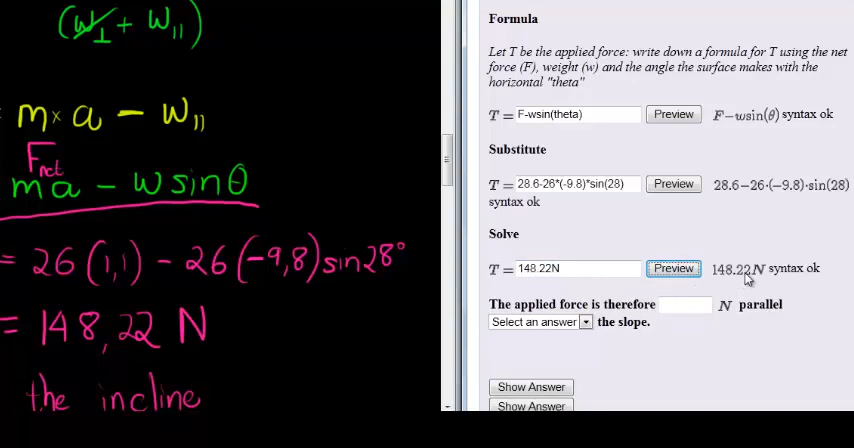 (w⊥ + w||)
= m × a − w||
Fnet
ma − wsinθ
= 26 (1,1) − 26 (−9,8) sin28°
= 148,22 N
the incline
Formula
Let T be the applied force: write down a formula for T using the net
force (F), weight (w) and the angle the surface makes with the
horizontal "theta"
T = F-wsin(theta) Preview F−wsin(θ) syntax ok
Substitute
T = 28.6-26*(-9.8)*sin(28) Preview 28.6−26·(−9.8)·sin(28)
syntax ok
Solve
T = 148.22N Preview 148.22N syntax ok
The applied force is therefore N parallel
Select an answer the slope.
Show Answer
Show Answer